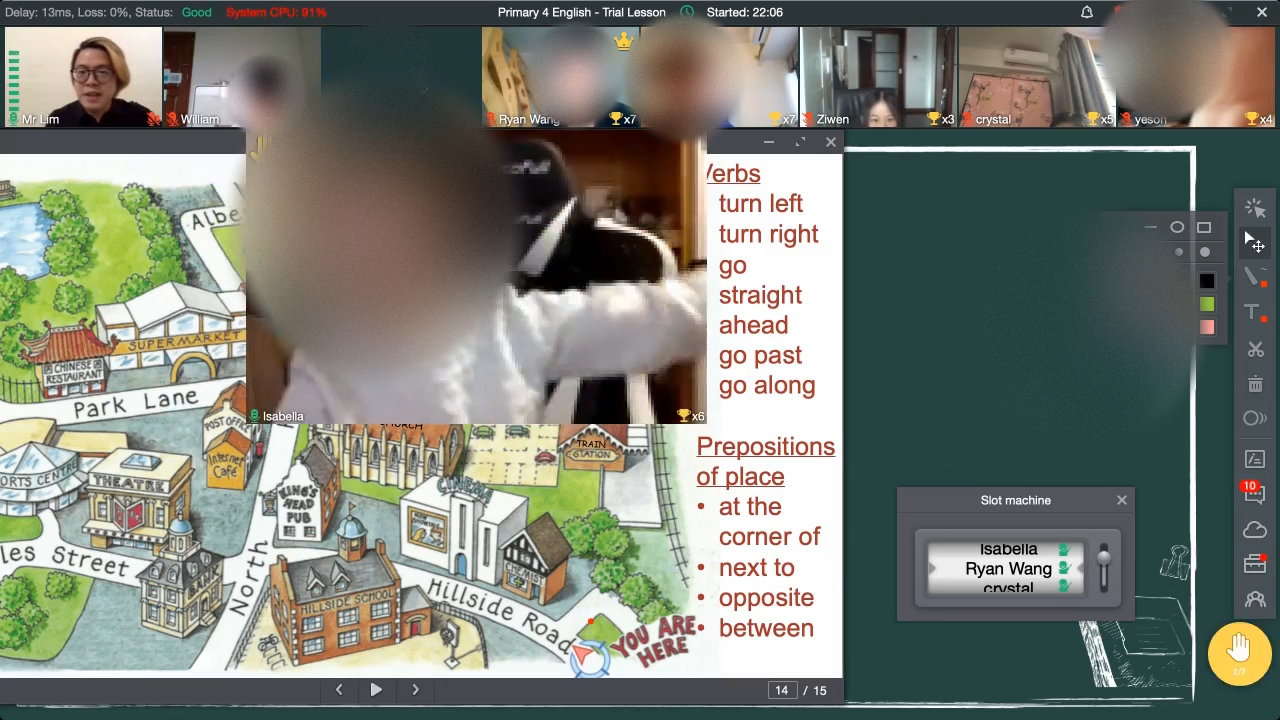 Delay: 13ms, Loss: 0%, Status: Good System CPU: 91%
Primary 4 English - Trial Lesson
Started: 22:06
Mr Lim
William
Ryan Wang
x7
x7
Ziwen
x3
crystal
x5
yeson
x4
Isabella
x6
Verbs
turn left
turn right
go
straight
ahead
go past
go along
Prepositions
of place
• at the
corner of
• next to
• opposite
• between
SUPERMARKET
CHINESE
RESTAURANT
Park Lane
POST OFFICE
Internet
Café
CHURCH
TRAIN
STATION
THEATRE
KING'S
HEAD
PUB
CINEMA
CHEMIST
BANK
North
HILLSIDE SCHOOL
Hillside Road
YOU ARE
HERE
14 / 15
Slot machine
Isabella
Ryan Wang
crystal
10